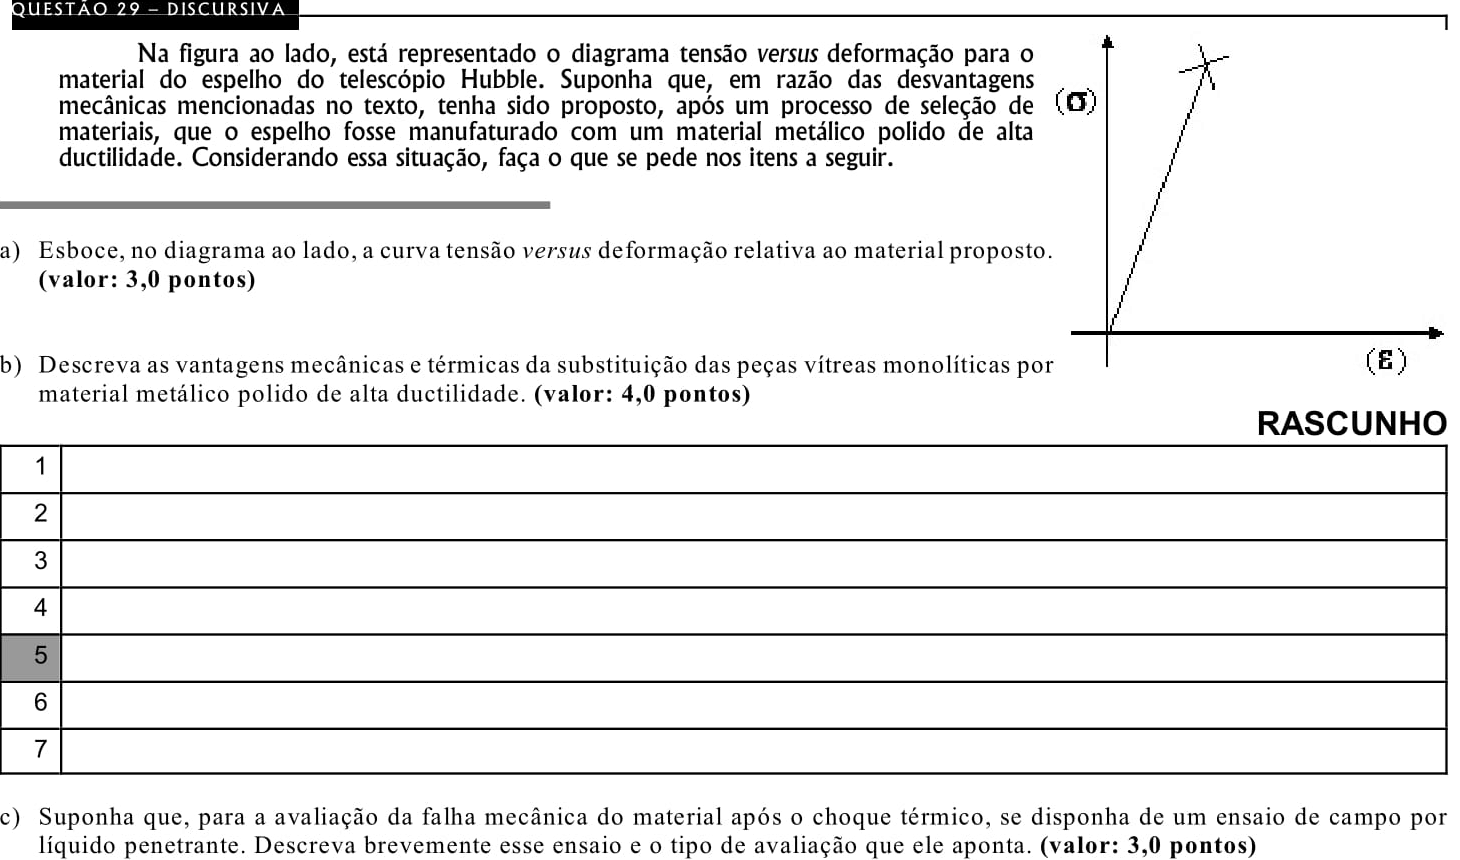 QUESTÃO 29 – DISCURSIVA
Na figura ao lado, está representado o diagrama tensão versus deformação para o
material do espelho do telescópio Hubble. Suponha que, em razão das desvantagens
mecânicas mencionadas no texto, tenha sido proposto, após um processo de seleção de
materiais, que o espelho fosse manufaturado com um material metálico polido de alta
ductilidade. Considerando essa situação, faça o que se pede nos itens a seguir.
(σ)
a) Esboce, no diagrama ao lado, a curva tensão versus deformação relativa ao material proposto.
(valor: 3,0 pontos)
(ε)
b) Descreva as vantagens mecânicas e térmicas da substituição das peças vítreas monolíticas por
material metálico polido de alta ductilidade. (valor: 4,0 pontos)
RASCUNHO
1
2
3
4
5
6
7
c) Suponha que, para a avaliação da falha mecânica do material após o choque térmico, se disponha de um ensaio de campo por
líquido penetrante. Descreva brevemente esse ensaio e o tipo de avaliação que ele aponta. (valor: 3,0 pontos)